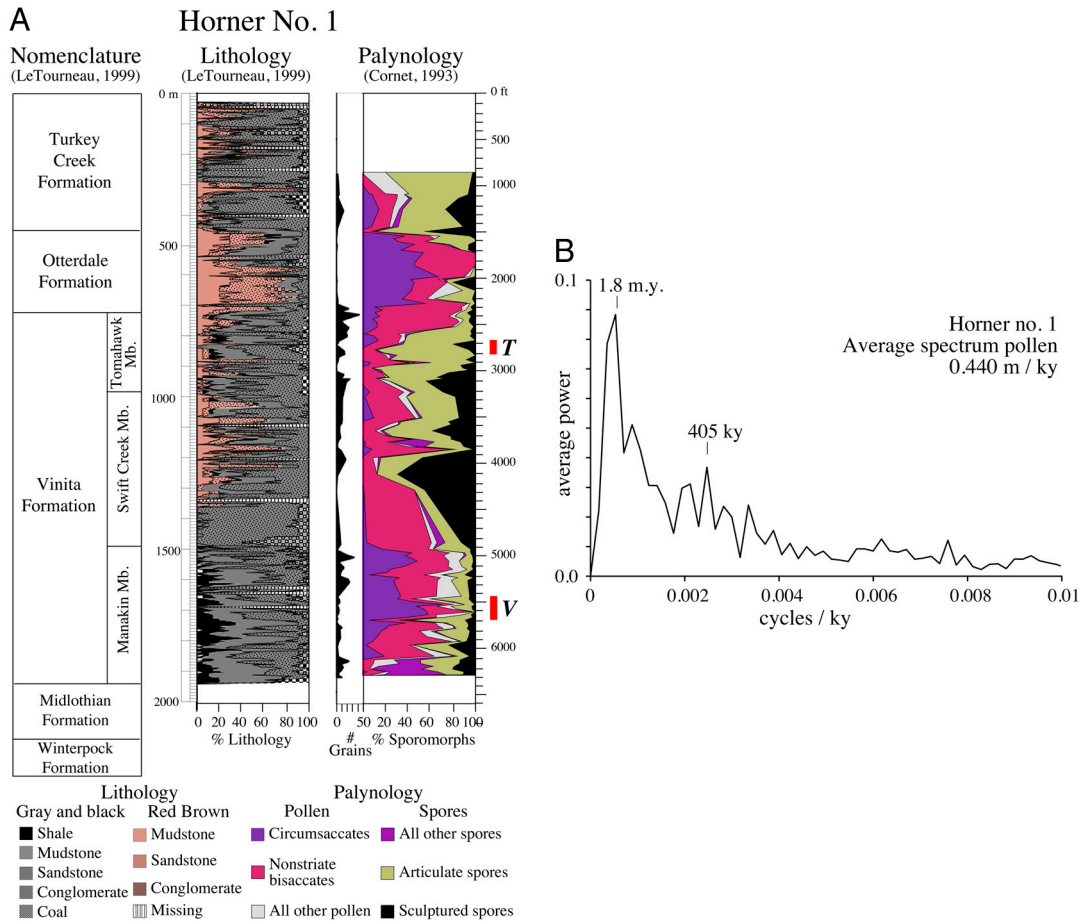 A
Horner No. 1
Nomenclature
(LeTourneau, 1999)
Lithology
(LeTourneau, 1999)
Palynology
(Cornet, 1993)
Turkey
Creek
Formation
Otterdale
Formation
Vinita
Formation
Tomahawk
Mb.
Swift Creek Mb.
Manakin Mb.
Midlothian
Formation
Winterpock
Formation
0 m
500
1000
1500
2000
0 20 40 60 80 100
% Lithology
0 50
#
Grains
20 40 60 80 100
% Sporomorphs
0 ft
500
1000
2000
3000
4000
5000
6000
T
V
Lithology
Gray and black
Shale
Mudstone
Sandstone
Conglomerate
Coal
Red Brown
Mudstone
Sandstone
Conglomerate
Missing
Palynology
Pollen
Circumsaccates
Nonstriate
bisaccates
All other pollen
Spores
All other spores
Articulate spores
Sculptured spores
B
0.1
0.0
average power
1.8 m.y.
405 ky
Horner no. 1
Average spectrum pollen
0.440 m / ky
0 0.002 0.004 0.006 0.008 0.01
cycles / ky